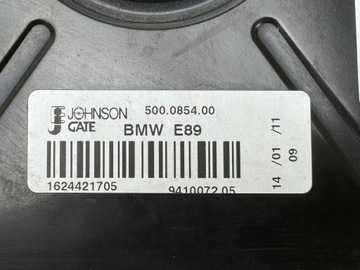 JOHNSON 500.0854.00
GATE BMW E89
1624421705 9410072 05
14 /01 /11
09